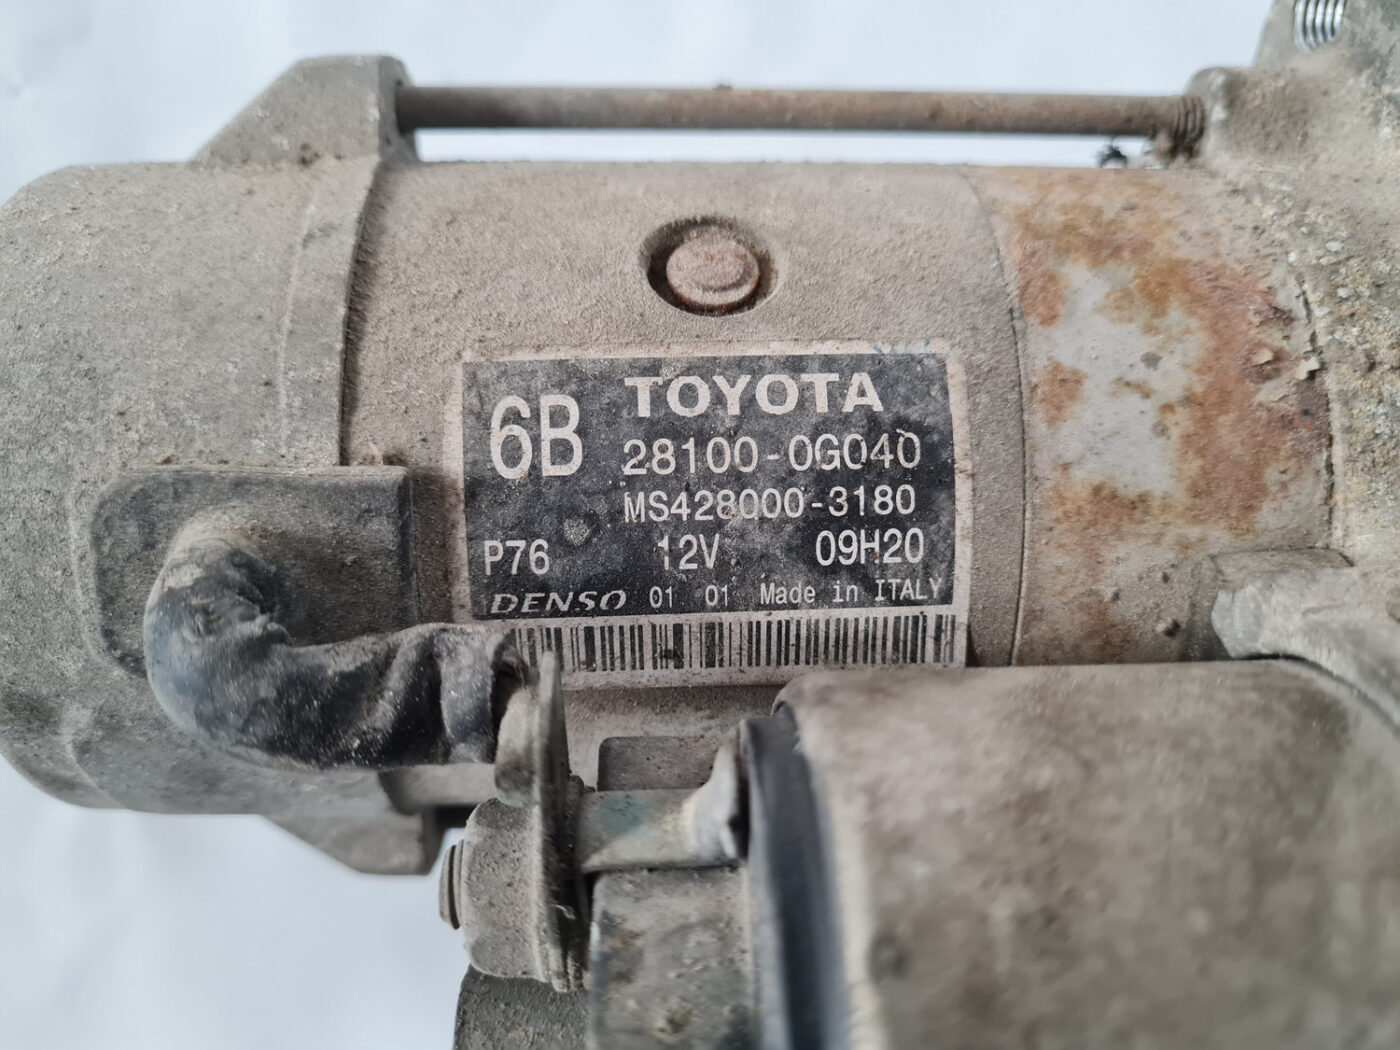 6B TOYOTA
28100-0G040
MS428000-3180
P76 12V 09H20
DENSO 01 01 Made in ITALY